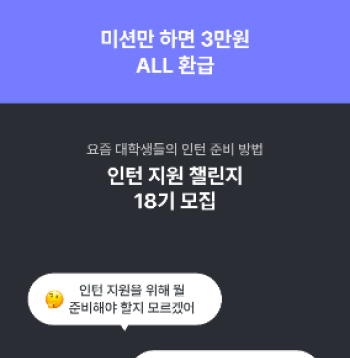 미션만 하면 3만원
ALL 환급
요즘 대학생들의 인턴 준비 방법
인턴 지원 챌린지
18기 모집
인턴 지원을 위해 뭘
준비해야 할지 모르겠어